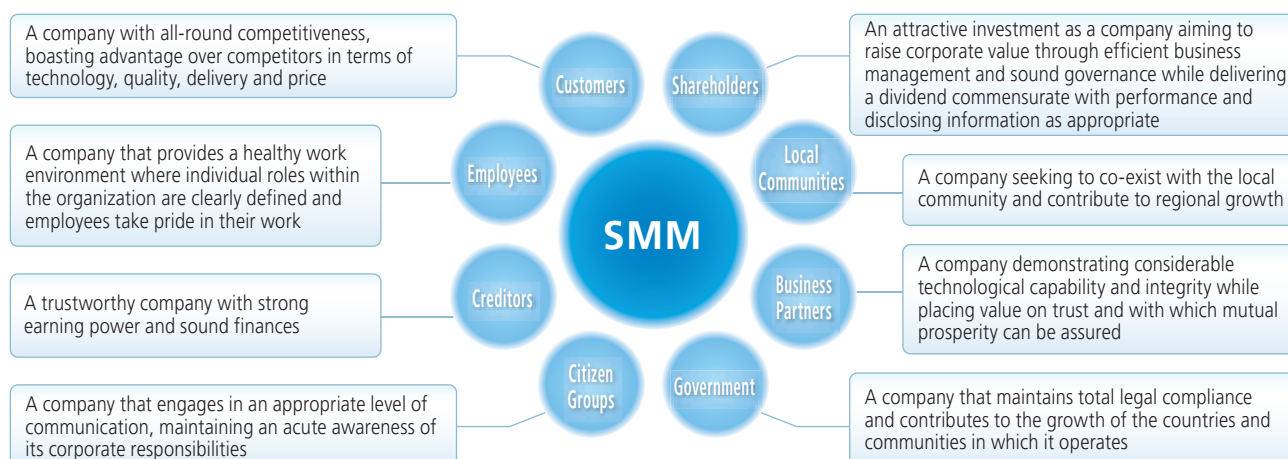 A company with all-round competitiveness,
boasting advantage over competitors in terms of
technology, quality, delivery and price
Customers
Shareholders
An attractive investment as a company aiming to
raise corporate value through efficient business
management and sound governance while delivering
a dividend commensurate with performance and
disclosing information as appropriate
A company that provides a healthy work
environment where individual roles within
the organization are clearly defined and
employees take pride in their work
Employees
Local
Communities
A company seeking to co-exist with the local
community and contribute to regional growth
SMM
A trustworthy company with strong
earning power and sound finances
Creditors
Business
Partners
A company demonstrating considerable
technological capability and integrity while
placing value on trust and with which mutual
prosperity can be assured
A company that engages in an appropriate level of
communication, maintaining an acute awareness of
its corporate responsibilities
Citizen
Groups
Government
A company that maintains total legal compliance
and contributes to the growth of the countries and
communities in which it operates